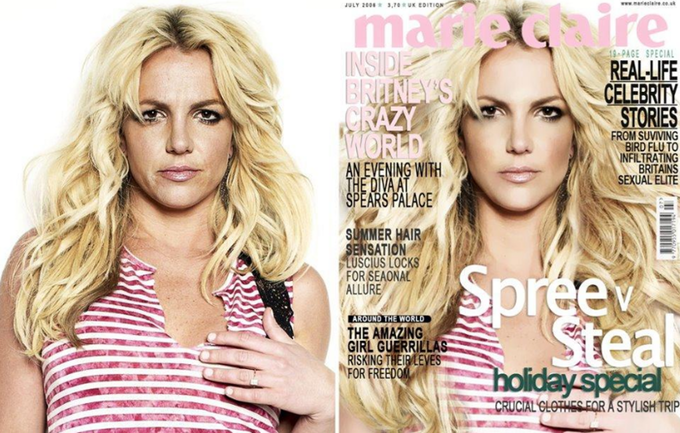 JULY 2008 3,70 UK EDITION
www.marieclaire.co.uk
marie claire
INSIDE
BRITNEY'S
CRAZY
WORLD
AN EVENING WITH
THE DIVA AT
SPEARS PALACE
SUMMER HAIR
SENSATION
LUSCIUS LOCKS
FOR SEAONAL
ALLURE
AROUND THE WORLD
THE AMAZING
GIRL GUERRILLAS
RISKING THEIR LEVES
FOR FREEDOM
10-PAGE SPECIAL
REAL-LIFE
CELEBRITY
STORIES
FROM SUVIVING
BIRD FLU TO
INFILTRATING
BRITAINS
SEXUAL ELITE
Spree v
Steal
holiday special
CRUCIAL CLOTHES FOR A STYLISH TRIP